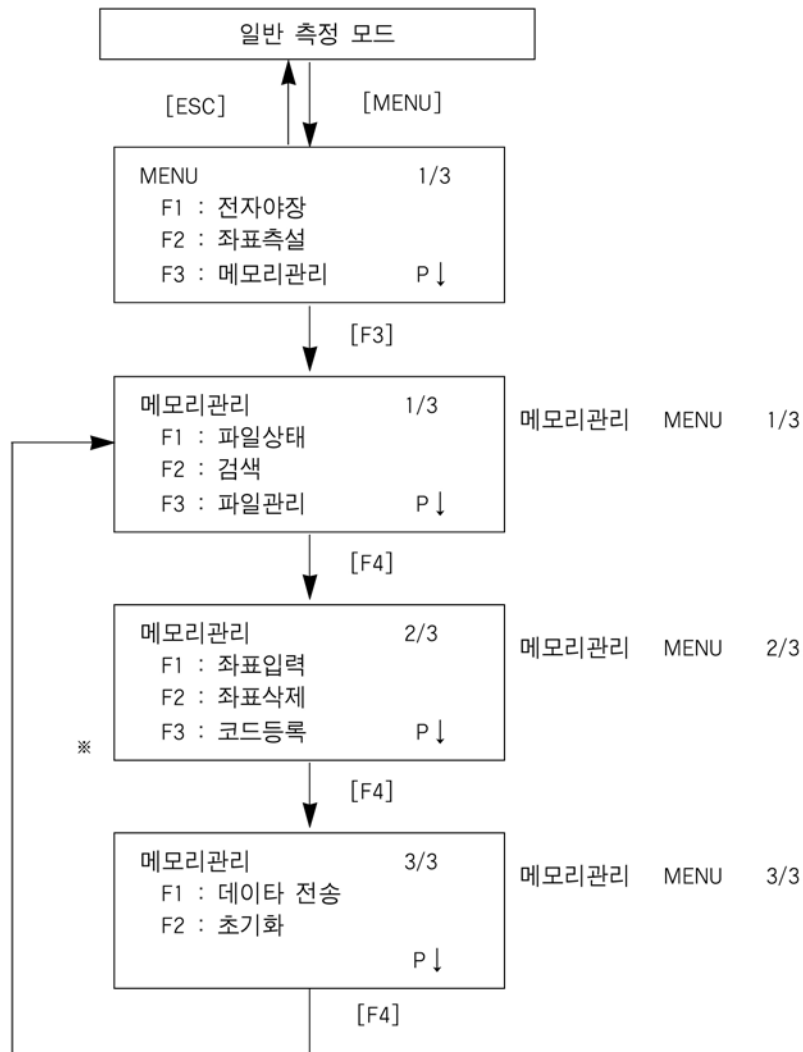 일반 측정 모드
[ESC] [MENU]
MENU 1/3
F1 : 전자야장
F2 : 좌표측설
F3 : 메모리관리 P↓
[F3]
메모리관리 1/3 메모리관리 MENU 1/3
F1 : 파일상태
F2 : 검색
F3 : 파일관리 P↓
[F4]
메모리관리 2/3 메모리관리 MENU 2/3
F1 : 좌표입력
F2 : 좌표삭제
F3 : 코드등록 P↓
※
[F4]
메모리관리 3/3 메모리관리 MENU 3/3
F1 : 데이타 전송
F2 : 초기화
P↓
[F4]